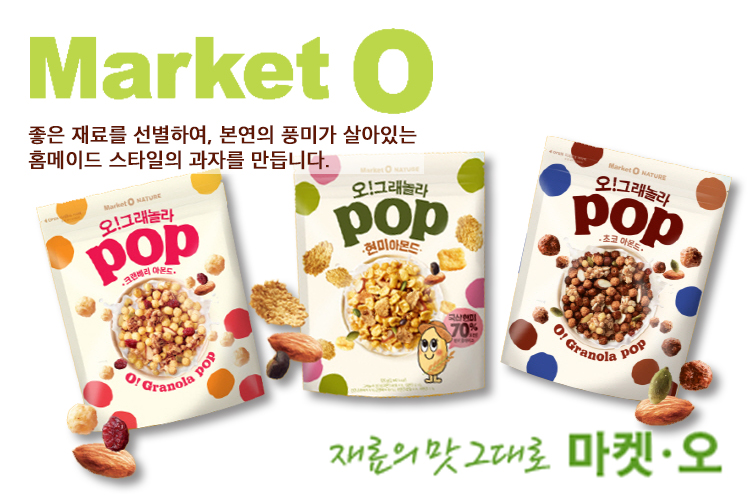 Market O
좋은 재료를 선별하여, 본연의 풍미가 살아있는
홈메이드 스타일의 과자를 만듭니다.
Market O NATURE
오!그래놀라
pop
크랜베리 아몬드
O! Granola pop
Market O NATURE
오!그래놀라
pop
현미아몬드
국산 현미
70%
Market O NATURE
오!그래놀라
pop
초코 아몬드
O! Granola pop
재료의 맛 그대로 마켓·오